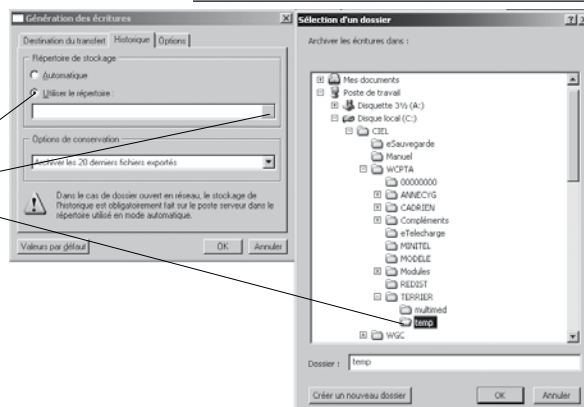 Génération des écritures
Destination du transfert
Historique
Options
Répertoire de stockage
Automatique
Utiliser le répertoire :
...
Options de conservation
Archiver les 20 derniers fichiers exportés
Dans le cas de dossier ouvert en réseau, le stockage de
l'historique est obligatoirement fait sur le poste serveur dans le
répertoire utilisé en mode automatique.
Valeurs par défaut
OK
Annuler
Sélection d'un dossier
Archiver les écritures dans :
Mes documents
Poste de travail
Disquette 3½ (A:)
Disque local (C:)
CIEL
eSauvegarde
Manuel
WCPTA
00000000
ANNECYG
CADRIEN
Compléments
eTelecharge
MINITEL
MODELE
Modules
REDIST
TERRIER
multimed
temp
WGC
Dossier :
temp
Créer un nouveau dossier
OK
Annuler